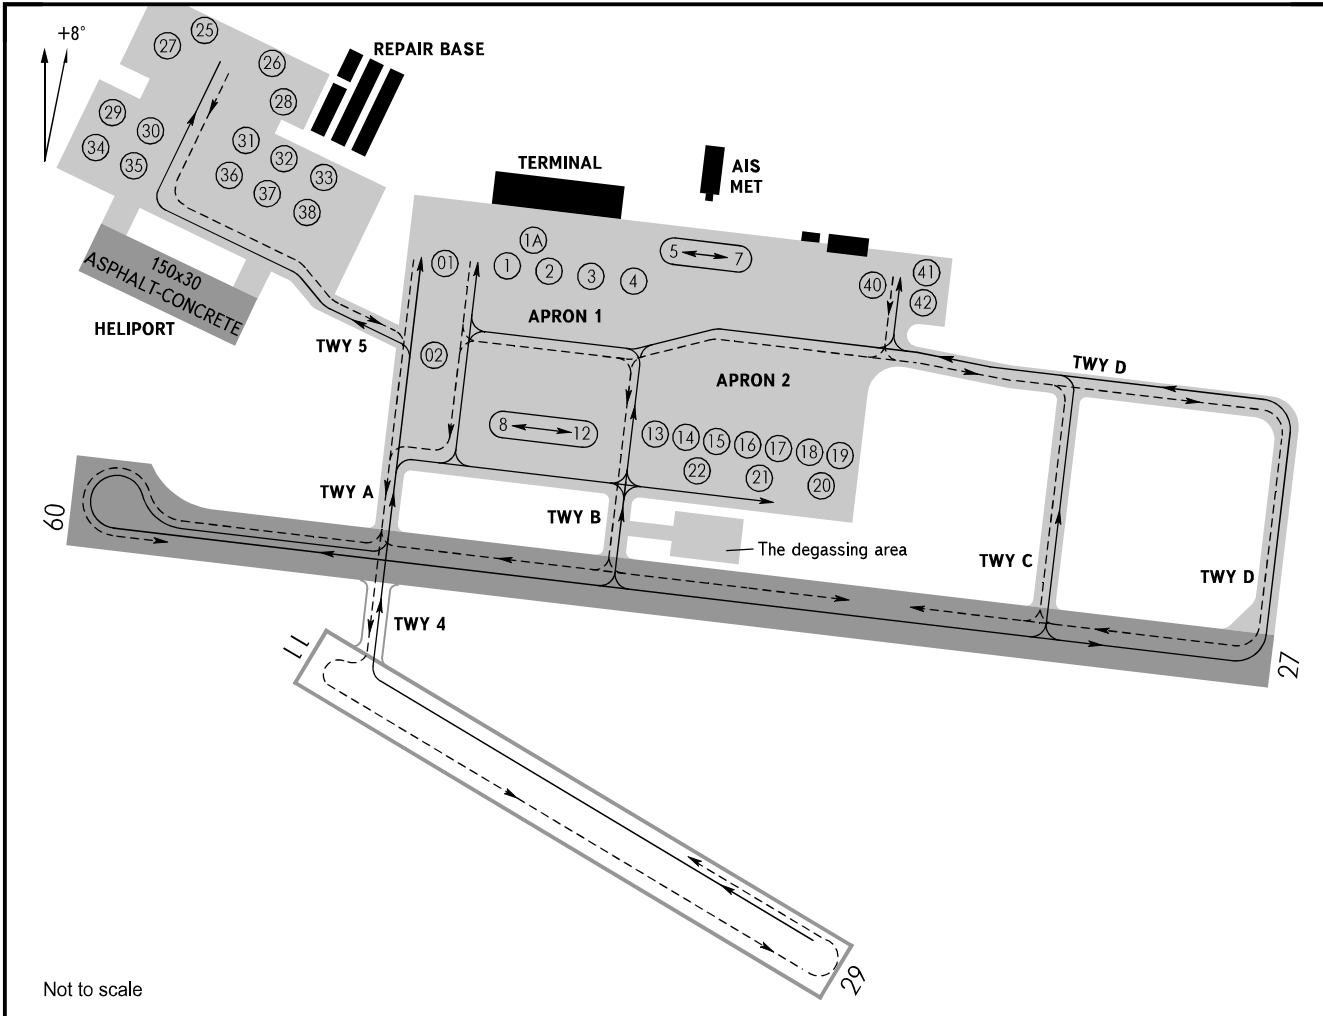 +8°
25
27
26
REPAIR BASE
28
29
30
31
34
35
32
33
36
37
38
TERMINAL
AIS
MET
150x30
ASPHALT-CONCRETE
HELIPORT
TWY 5
01
1A
1
2
3
4
5 7
40
41
42
APRON 1
02
APRON 2
TWY D
8 12
13
14
15
16
17
18
19
22
21
20
TWY A
TWY B
The degassing area
TWY C
TWY D
09
27
TWY 4
11
29
Not to scale